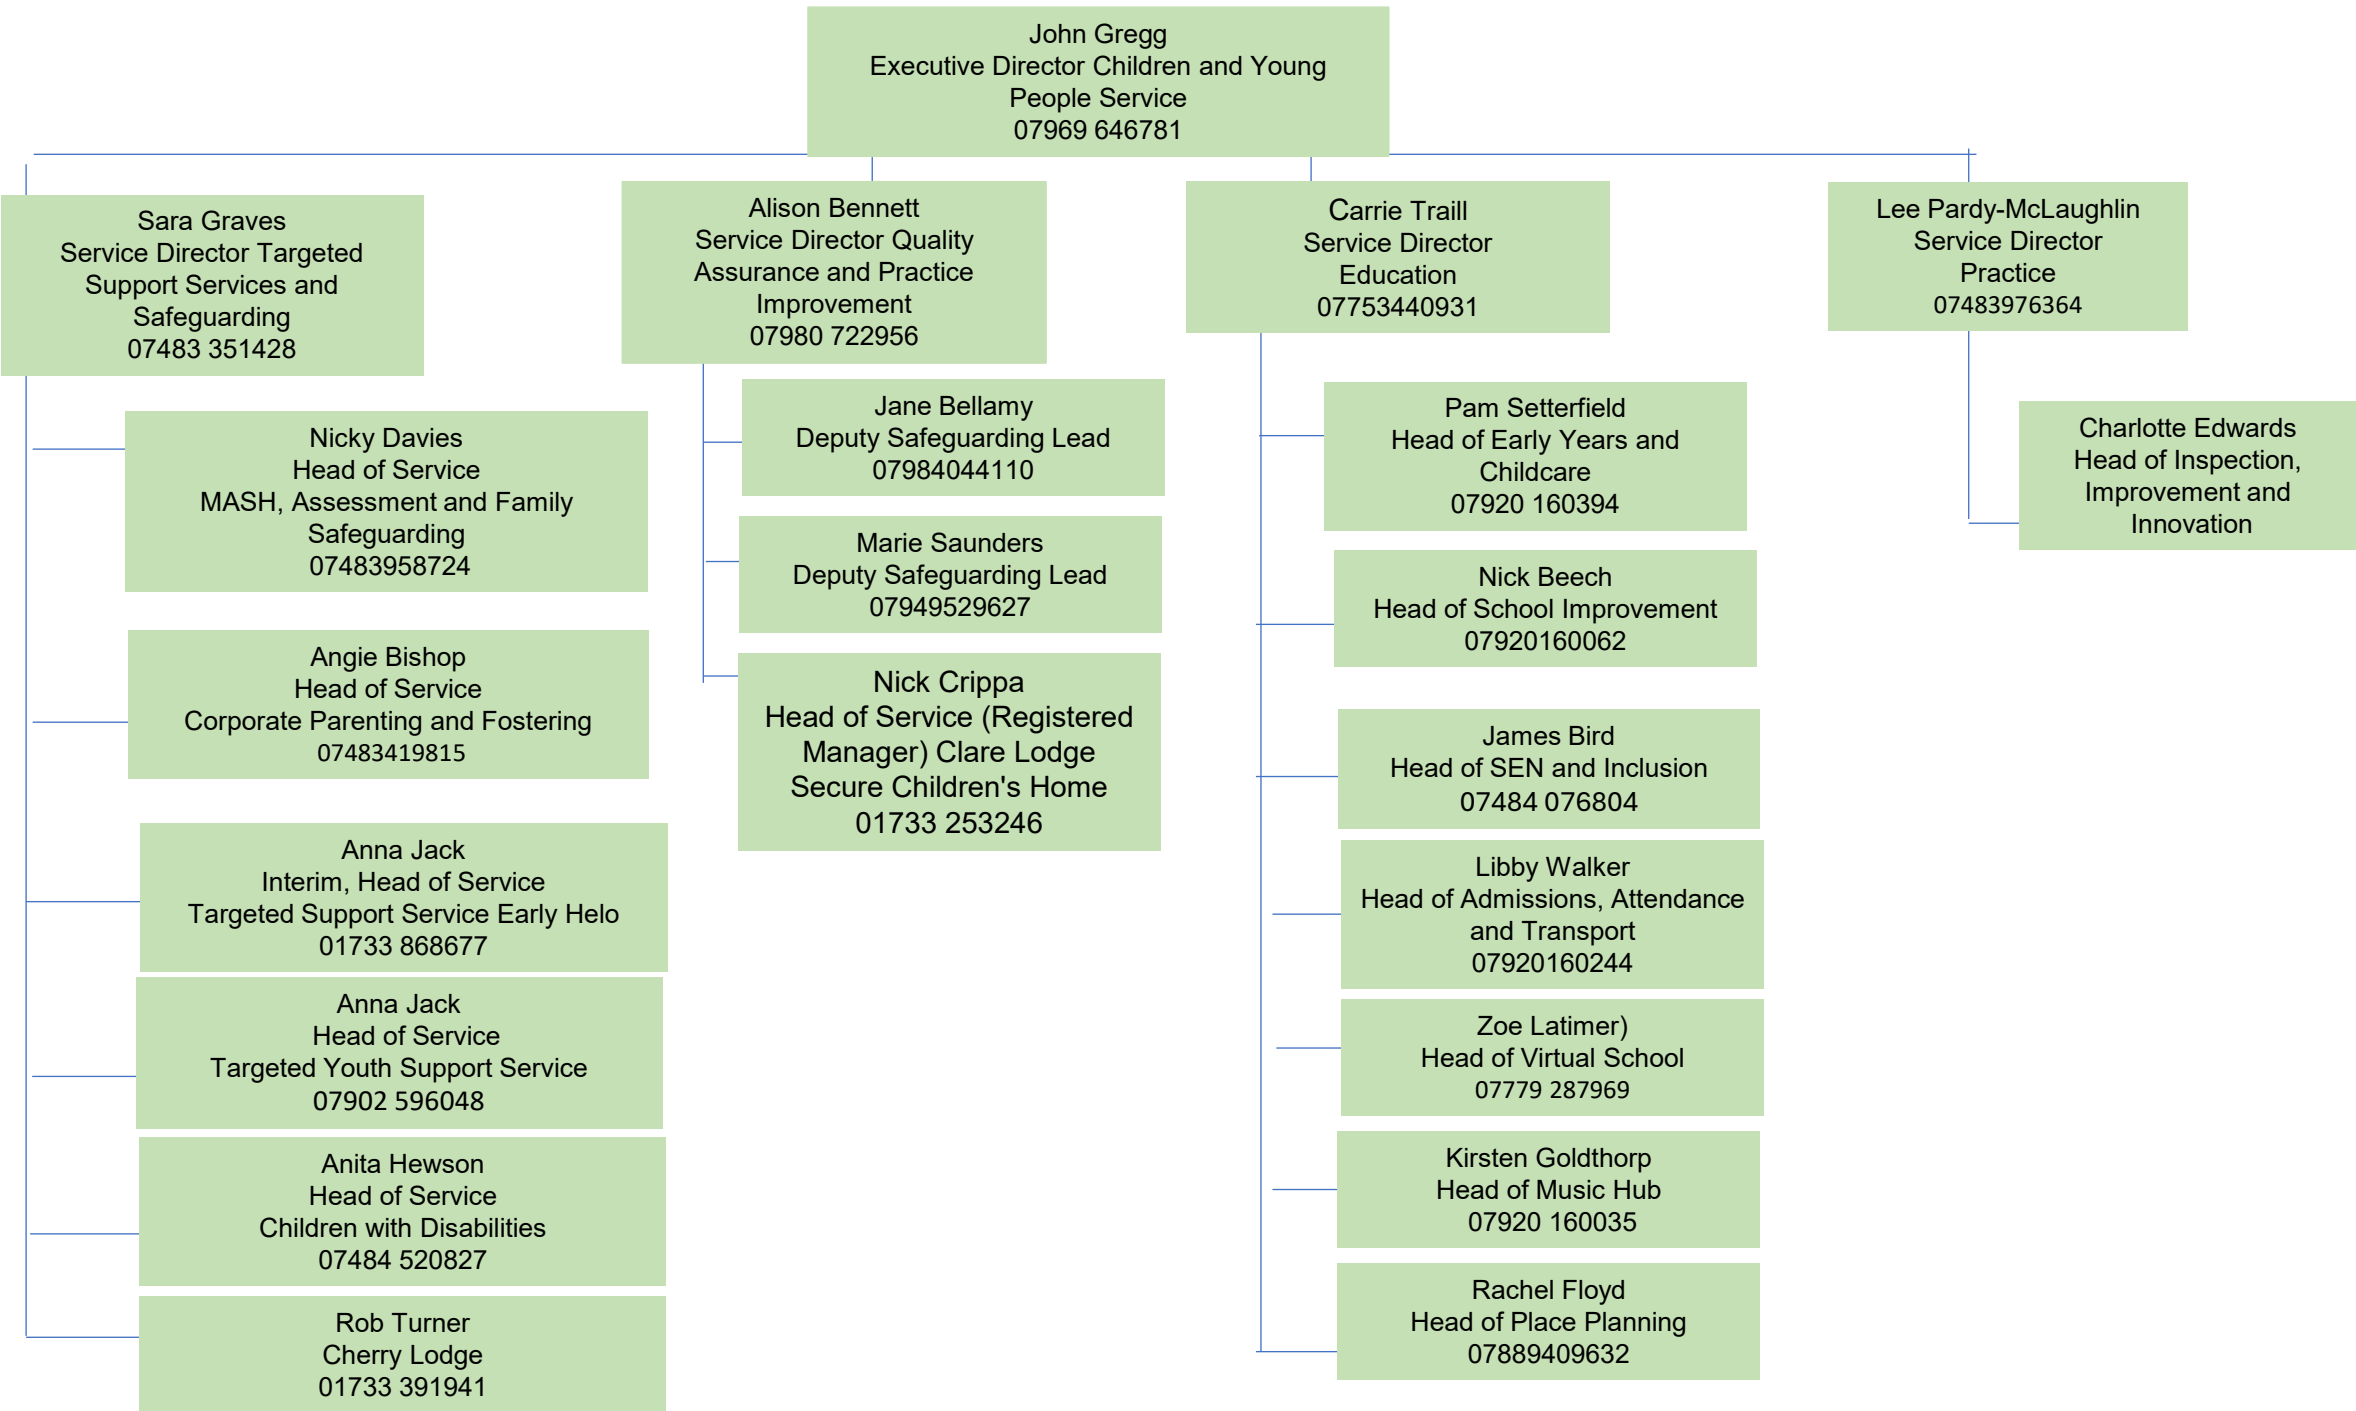 John Gregg
Executive Director Children and Young
People Service
07969 646781
Sara Graves
Service Director Targeted
Support Services and
Safeguarding
07483 351428
Nicky Davies
Head of Service
MASH, Assessment and Family
Safeguarding
07483958724
Angie Bishop
Head of Service
Corporate Parenting and Fostering
07483419815
Anna Jack
Interim, Head of Service
Targeted Support Service Early Helo
01733 868677
Anna Jack
Head of Service
Targeted Youth Support Service
07902 596048
Anita Hewson
Head of Service
Children with Disabilities
07484 520827
Rob Turner
Cherry Lodge
01733 391941
Alison Bennett
Service Director Quality
Assurance and Practice
Improvement
07980 722956
Jane Bellamy
Deputy Safeguarding Lead
07984044110
Marie Saunders
Deputy Safeguarding Lead
07949529627
Nick Crippa
Head of Service (Registered
Manager) Clare Lodge
Secure Children's Home
01733 253246
Carrie Traill
Service Director
Education
07753440931
Pam Setterfield
Head of Early Years and
Childcare
07920 160394
Nick Beech
Head of School Improvement
07920160062
James Bird
Head of SEN and Inclusion
07484 076804
Libby Walker
Head of Admissions, Attendance
and Transport
07920160244
Zoe Latimer)
Head of Virtual School
07779 287969
Kirsten Goldthorp
Head of Music Hub
07920 160035
Rachel Floyd
Head of Place Planning
07889409632
Lee Pardy-McLaughlin
Service Director
Practice
07483976364
Charlotte Edwards
Head of Inspection,
Improvement and
Innovation